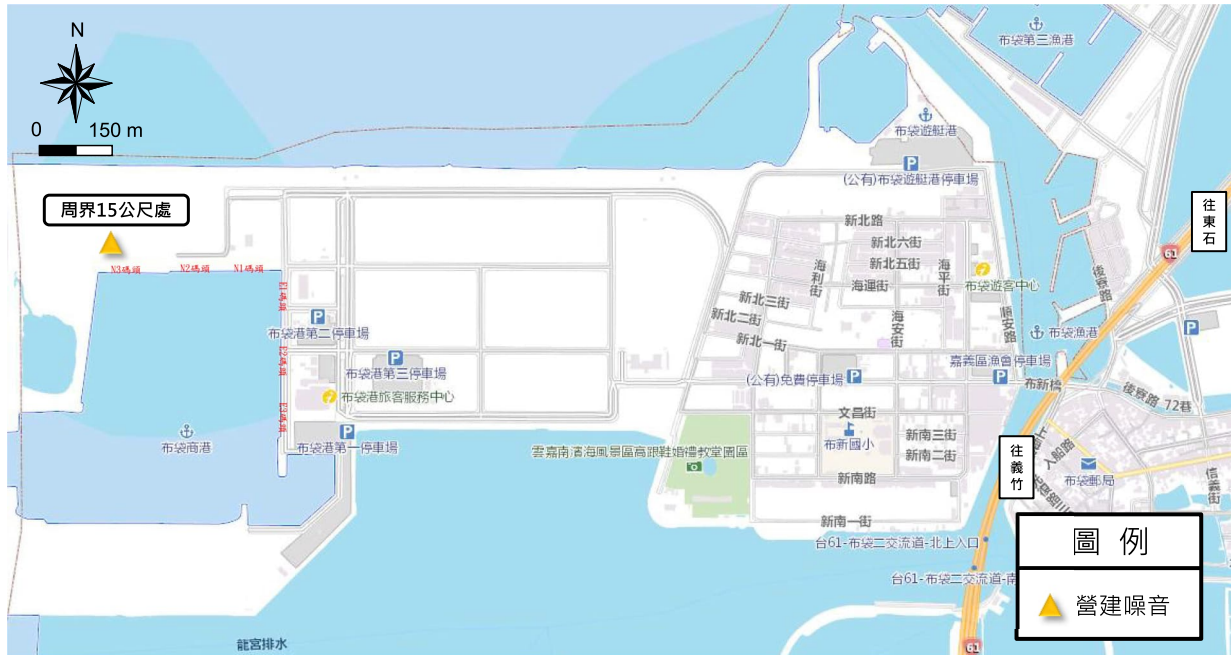 N
0 150 m
周界15公尺處
N3碼頭
N2碼頭
N1碼頭
E1碼頭
E2碼頭
E3碼頭
布袋港第二停車場
P
布袋港第三停車場
P
布袋港旅客服務中心
布袋港第一停車場
P
布袋商港
龍宮排水
布袋第三漁港
布袋遊艇港
P
(公有)布袋遊艇港停車場
新北路
新北六街
新北五街
海運街
海利街
海平街
海安街
新北三街
新北二街
新北一街
布袋遊客中心
順安路
布袋漁港
嘉義區漁會停車場
P
(公有)免費停車場
P
布新橋
文昌街
布新國小
新南三街
新南二街
新南路
新南一街
雲嘉南濱海風景區高跟鞋婚禮教堂園區
後寮路
後寮路 72巷
P
61
往東石
往義竹
入船路
布袋郵局
信義街
台61-布袋二交流道-北上入口
台61-布袋二交流道-南
61
圖 例
營建噪音